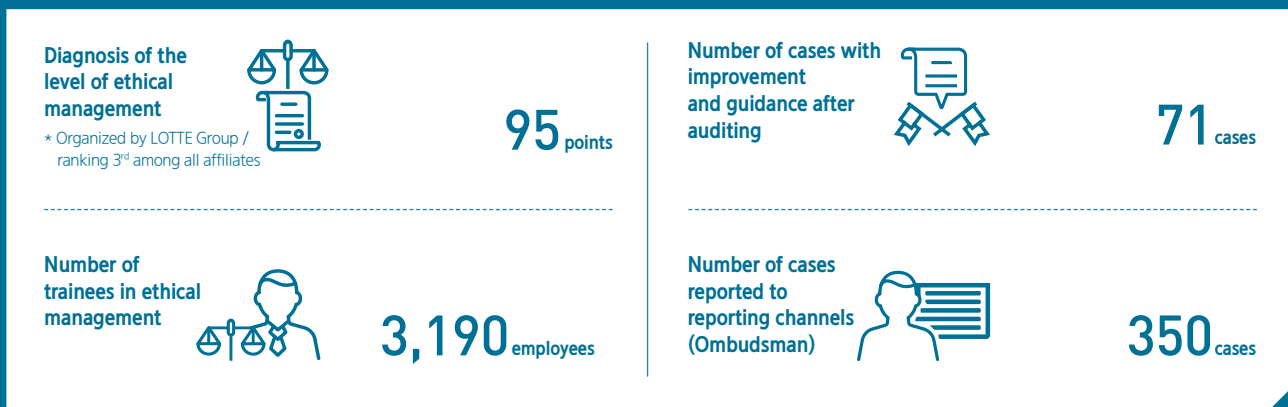 Diagnosis of the
level of ethical
management
* Organized by LOTTE Group /
ranking 3rd among all affiliates
95 points
Number of cases with
improvement
and guidance after
auditing
71 cases
Number of
trainees in ethical
management
3,190 employees
Number of cases
reported to
reporting channels
(Ombudsman)
350 cases